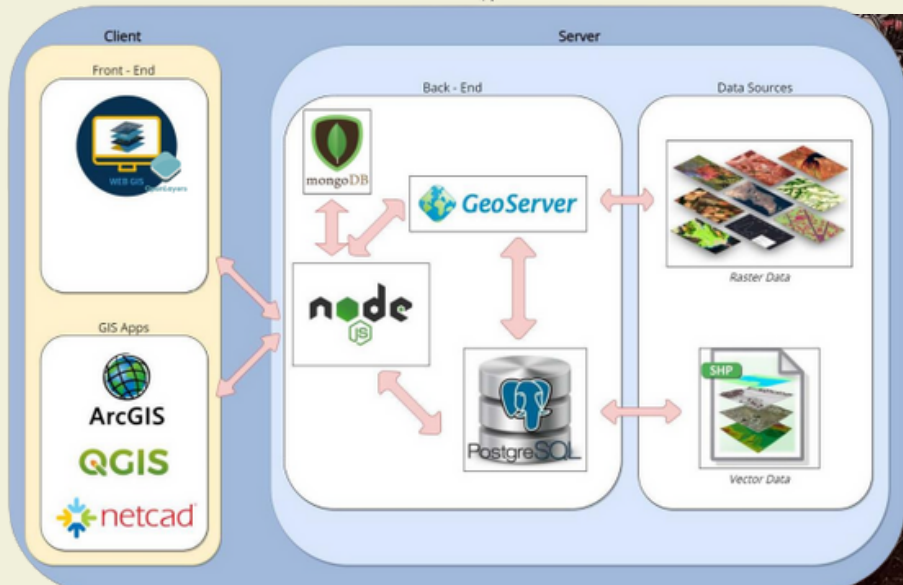 Client
Server
Front - End
Back - End
Data Sources
WEB GIS
OpenLayers
mongoDB
GeoServer
node
JS
Raster Data
GIS Apps
ArcGIS
QGIS
netcad
PostgreSQL
SHP
Vector Data